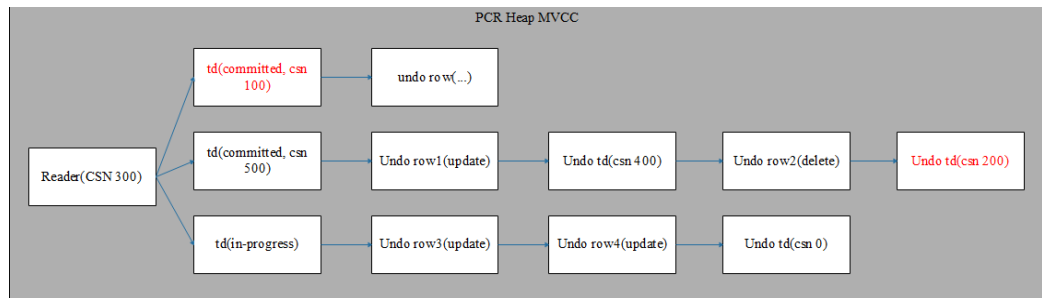 PCR Heap MVCC
td(committed, csn
100)
undo row(...)
td(committed, csn
500)
Undo row1(update)
Undo td(csn 400)
Undo row2(delete)
Undo td(csn 200)
Reader(CSN 300)
td(in-progress)
Undo row3(update)
Undo row4(update)
Undo td(csn 0)